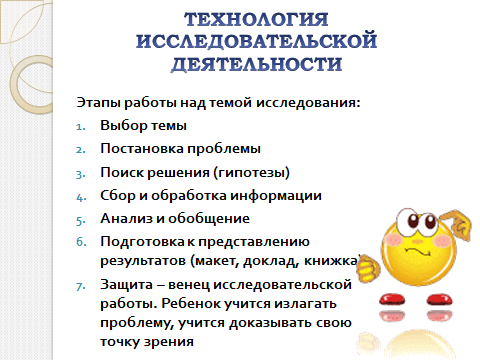 ТЕХНОЛОГИЯ
ИССЛЕДОВАТЕЛЬСКОЙ
ДЕЯТЕЛЬНОСТИ
Этапы работы над темой исследования:
1. Выбор темы
2. Постановка проблемы
3. Поиск решения (гипотезы)
4. Сбор и обработка информации
5. Анализ и обобщение
6. Подготовка к представлению
результатов (макет, доклад, книжка)
7. Защита – венец исследовательской
работы. Ребенок учится излагать
проблему, учится доказывать свою
точку зрения